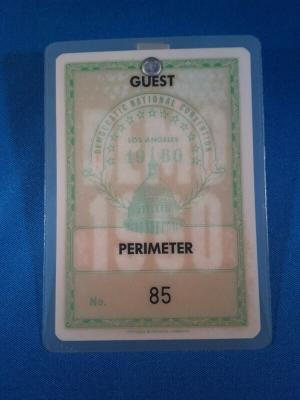 GUEST
DEMOCRATIC NATIONAL CONVENTION
LOS ANGELES
1960
PERIMETER
No. 85